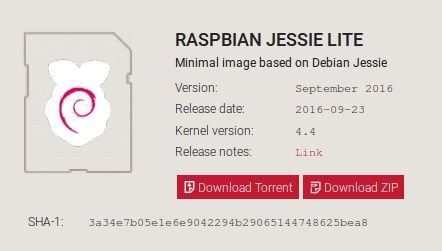 RASPBIAN JESSIE LITE
Minimal image based on Debian Jessie
Version: September 2016
Release date: 2016-09-23
Kernel version: 4.4
Release notes: Link
Download Torrent Download ZIP
SHA-1: 3a34e7b05e1e6e9042294b29065144748625bea8